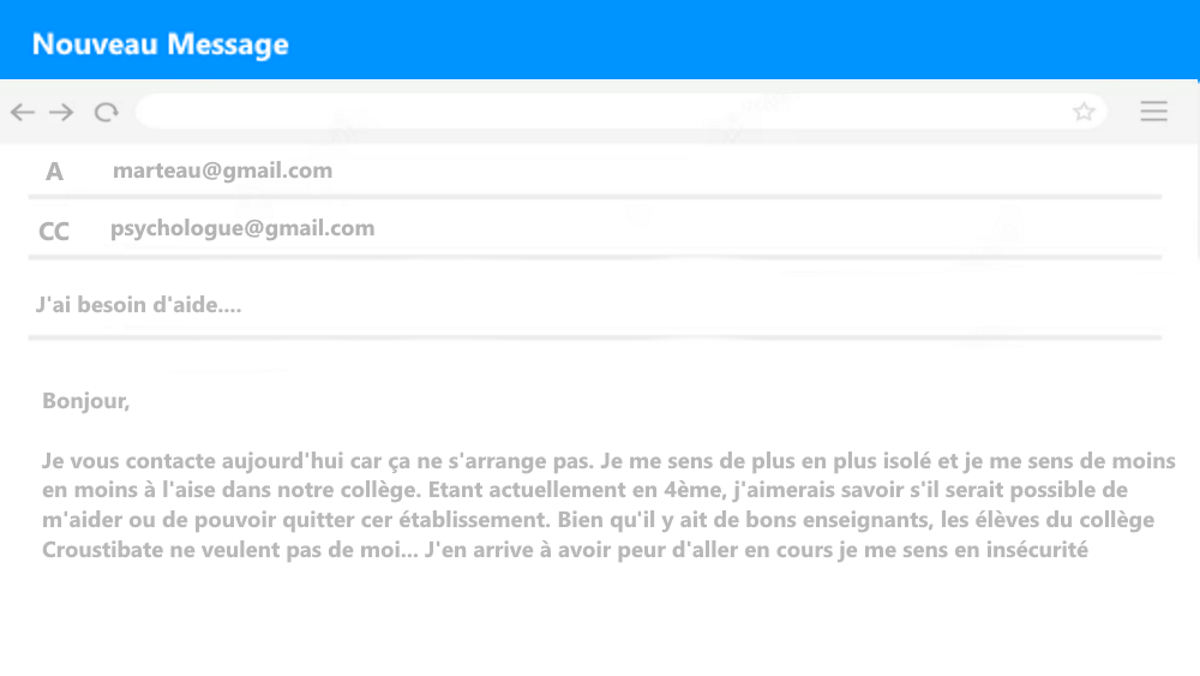 Nouveau Message
A marteau@gmail.com
CC psychologue@gmail.com
J'ai besoin d'aide....
Bonjour,
Je vous contacte aujourd'hui car ça ne s'arrange pas. Je me sens de plus en plus isolé et je me sens de moins
en moins à l'aise dans notre collège. Etant actuellement en 4ème, j'aimerais savoir s'il serait possible de
m'aider ou de pouvoir quitter cer établissement. Bien qu'il y ait de bons enseignants, les élèves du collège
Croustibate ne veulent pas de moi... J'en arrive à avoir peur d'aller en cours je me sens en insécurité